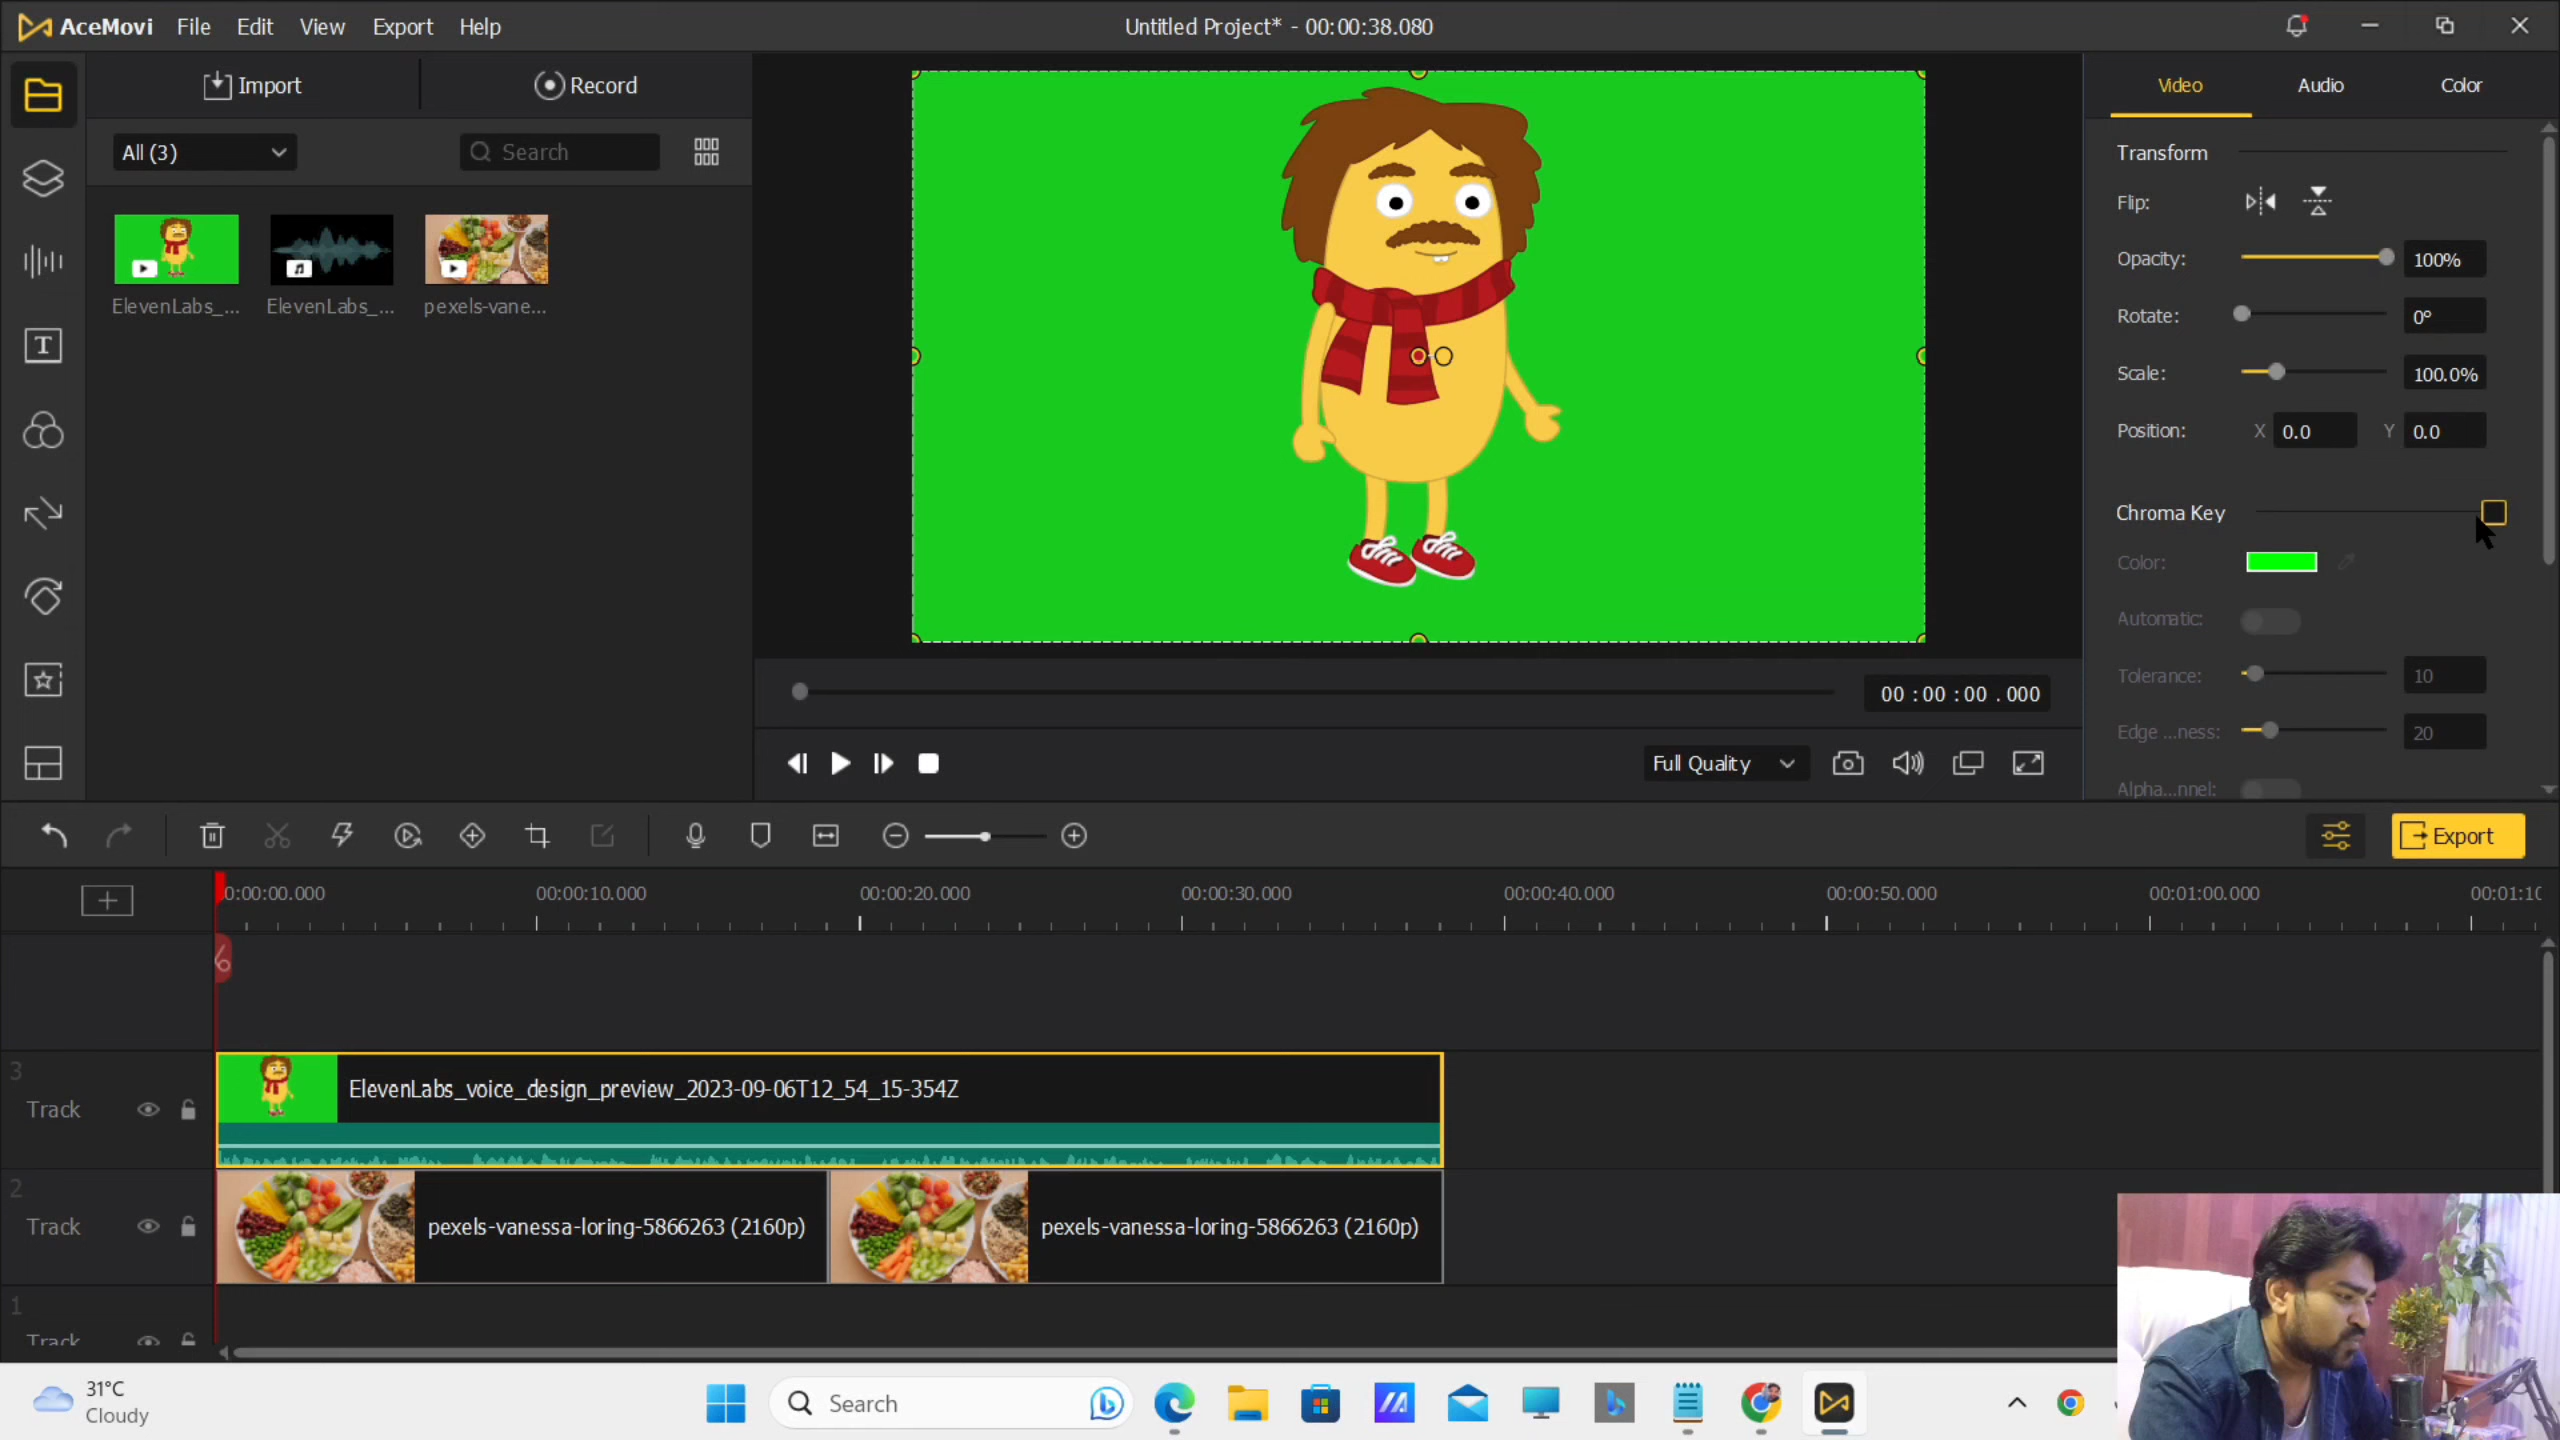 AceMovi File Edit View Export Help
Untitled Project* - 00:00:38.080
Import
Record
Video Audio Color
All (3)
Search
ElevenLabs_... ElevenLabs_... pexels-vane...
Transform
Flip:
Opacity: 100%
Rotate: 0°
Scale: 100.0%
Position: X 0.0 Y 0.0
Chroma Key
Color:
Automatic:
Tolerance: 10
Edge ...ness: 20
Alpha...nnel:
00 : 00 : 00 . 000
Full Quality
Export
0:00:00.000 00:00:10.000 00:00:20.000 00:00:30.000 00:00:40.000 00:00:50.000 00:01:00.000 00:01:10
3
Track
ElevenLabs_voice_design_preview_2023-09-06T12_54_15-354Z
2
Track
pexels-vanessa-loring-5866263 (2160p) pexels-vanessa-loring-5866263 (2160p)
1
Track
31°C
Cloudy
Search